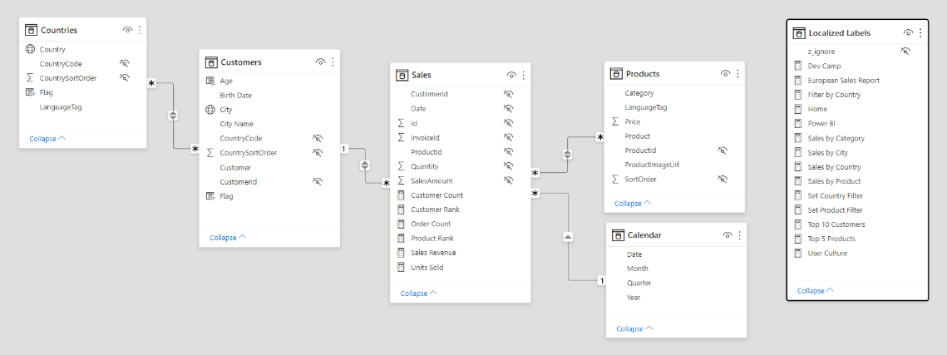 Countries
Country
CountryCode
CountrySortOrder
Flag
LanguageTag
Collapse
Customers
Age
Birth Date
City
City Name
CountryCode
CountrySortOrder
Customer
CustomerId
Flag
Collapse
Sales
CustomerId
Date
Id
InvoiceId
ProductId
Quantity
SalesAmount
Customer Count
Customer Rank
Order Count
Product Rank
Sales Revenue
Units Sold
Collapse
Products
Category
LanguageTag
Price
Product
ProductId
ProductImageUrl
SortOrder
Collapse
Calendar
Date
Month
Quarter
Year
Collapse
Localized Labels
z_ignore
Dev Camp
European Sales Report
Filter by Country
Home
Power BI
Sales by Category
Sales by City
Sales by Country
Sales by Product
Set Country Filter
Set Product Filter
Top 10 Customers
Top 5 Products
User Culture
Collapse
*
*
1
*
*
*
*
1